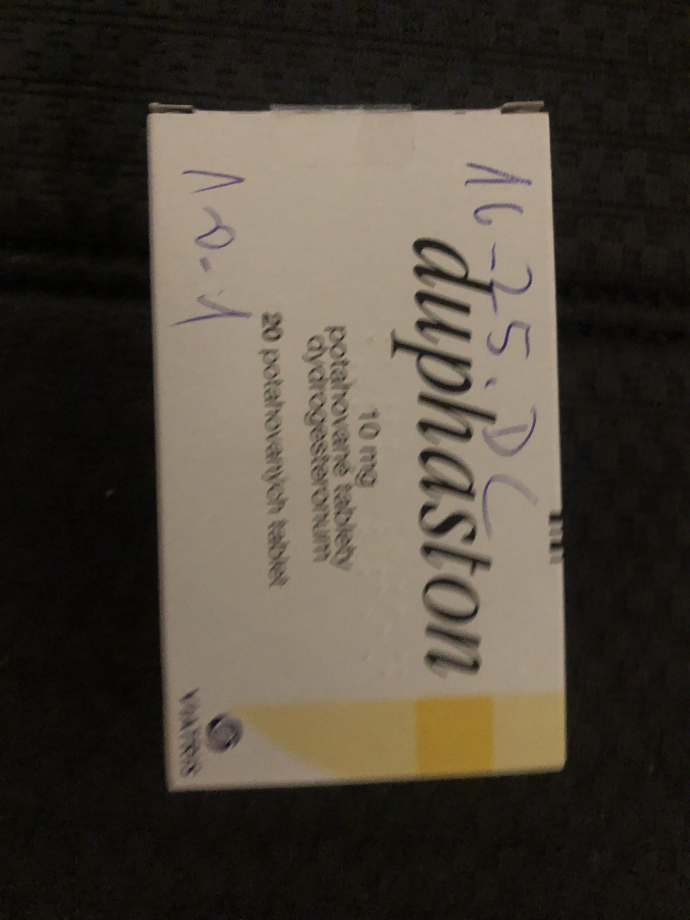 16-25. DC
duphaston
10 mg
potahované tablety
dydrogesteronum
20 potahovaných tablet
1-0-1
VIATRIS